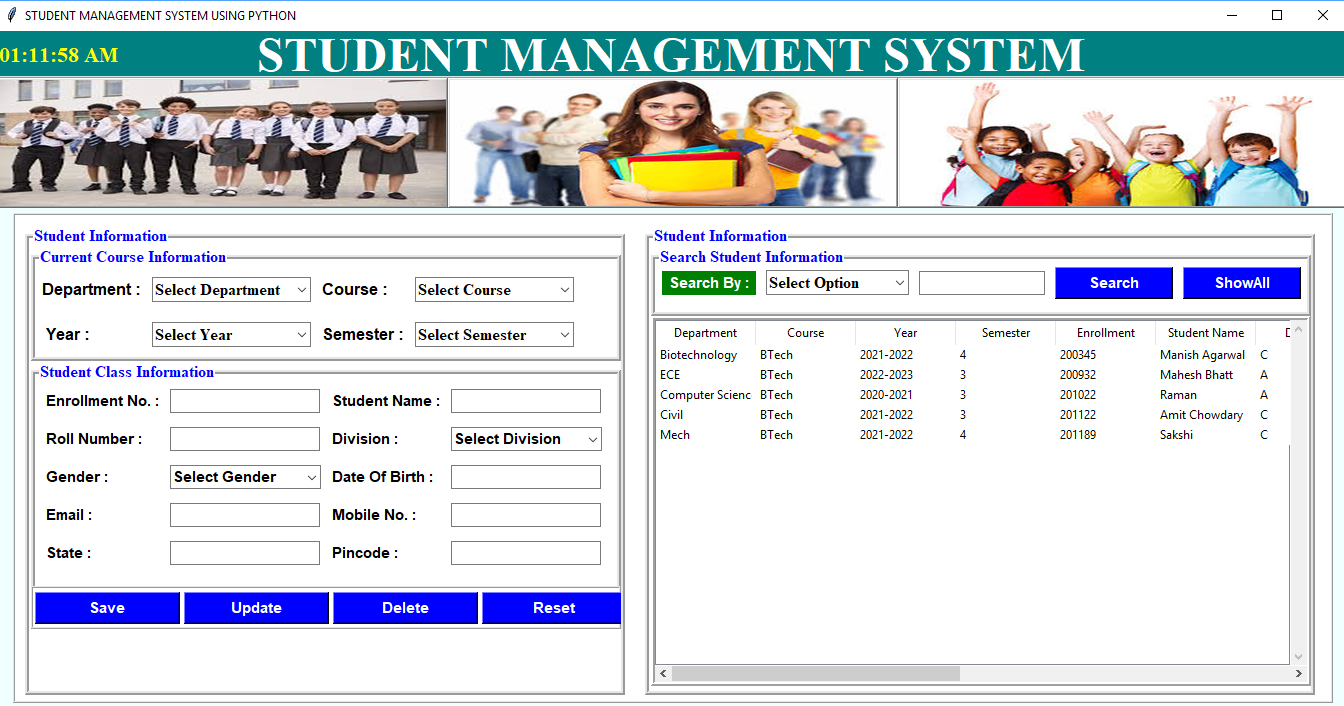 STUDENT MANAGEMENT SYSTEM USING PYTHON
01:11:58 AM
STUDENT MANAGEMENT SYSTEM
Student Information
Current Course Information
Department : Select Department Course : Select Course
Year : Select Year Semester : Select Semester
Student Class Information
Enrollment No. : Student Name :
Roll Number : Division : Select Division
Gender : Select Gender Date Of Birth :
Email : Mobile No. :
State : Pincode :
Save Update Delete Reset
Student Information
Search Student Information
Search By : Select Option Search ShowAll
Department Course Year Semester Enrollment Student Name
Biotechnology BTech 2021-2022 4 200345 Manish Agarwal C
ECE BTech 2022-2023 3 200932 Mahesh Bhatt A
Computer Scienc BTech 2020-2021 3 201022 Raman A
Civil BTech 2021-2022 3 201122 Amit Chowdary C
Mech BTech 2021-2022 4 201189 Sakshi C